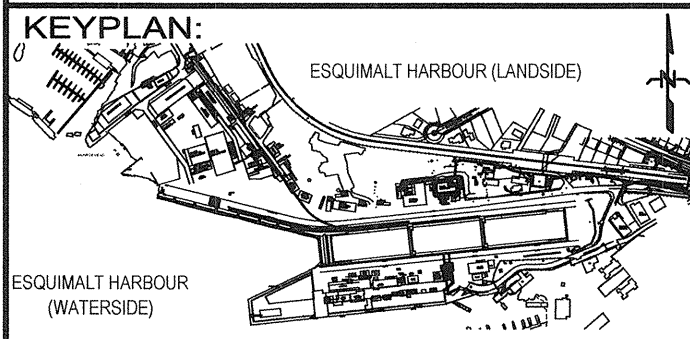 KEYPLAN:
ESQUIMALT HARBOUR (LANDSIDE)
N
ESQUIMALT HARBOUR
(WATERSIDE)